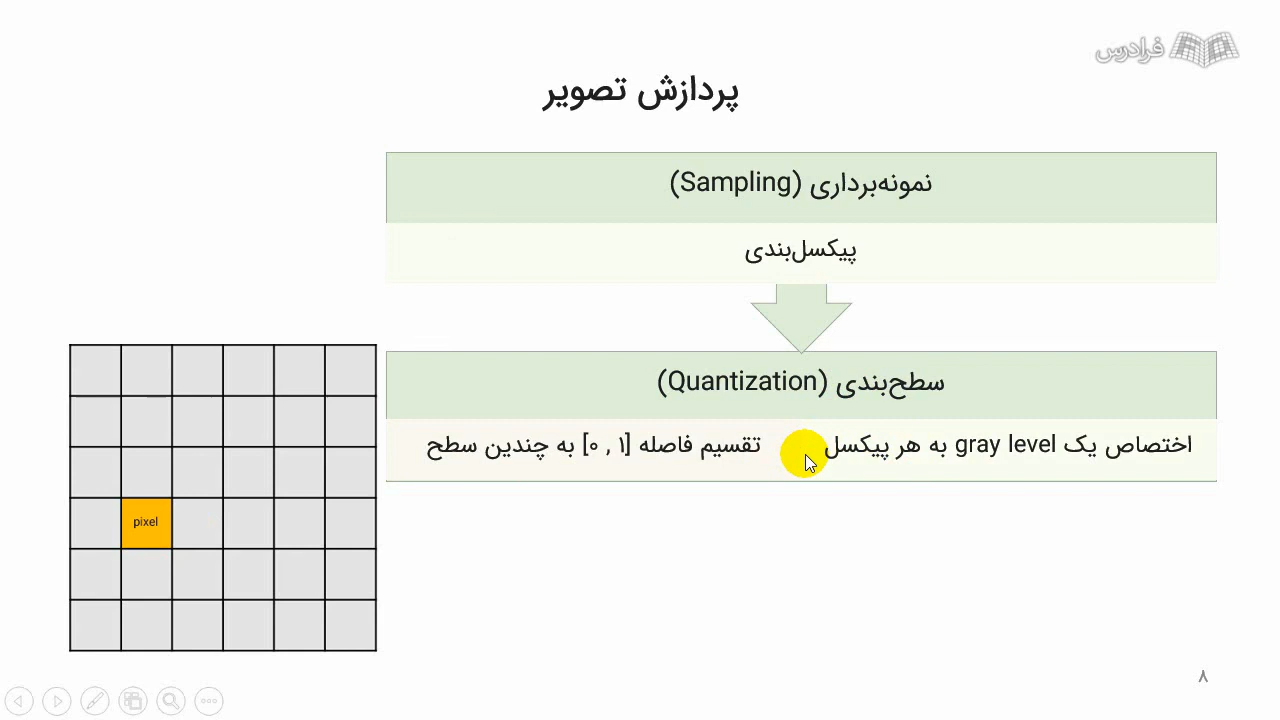 فرادرس
پردازش تصویر
نمونه‌برداری (Sampling)
پیکسل‌بندی
سطح‌بندی (Quantization)
اختصاص یک gray level به هر پیکسل
تقسیم فاصله [۰ , ۱] به چندین سطح
pixel
۸